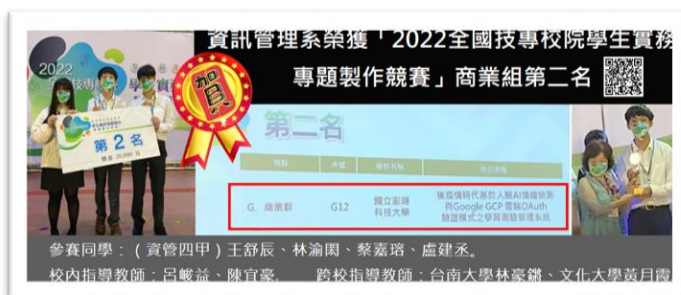 資訊管理系榮獲「2022全國技專校院學生實務
專題製作競賽」商業組第二名
賀
2022
第2名
第二名
G. 商業群
G12
國立澎湖
科技大學
後疫情時代基於人臉AI情緒偵測
與Google GCP 雲端OAuth
驗證模式之學習測驗管理系統
參賽同學：（資管四甲）王舒辰、林渝閎、蔡嘉瑢、盧建丞。
校內指導教師：呂峻益、陳宜豪. 跨校指導教師：台南大學林豪鏘、文化大學黃月霞